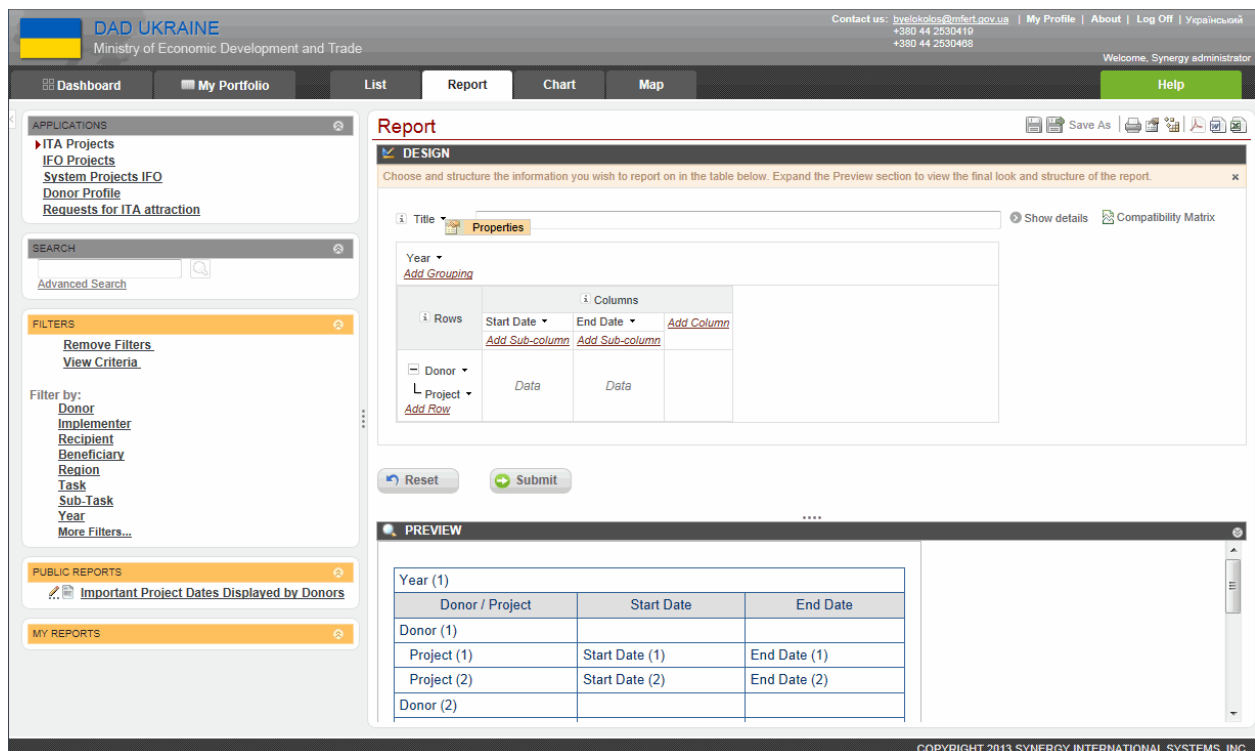 DAD UKRAINE
Ministry of Economic Development and Trade
Contact us: byelokolos@mfert.gov.ua | My Profile | About | Log Off | Український
+380 44 2530419
+380 44 2530468
Welcome, Synergy administrator
Dashboard My Portfolio List Report Chart Map Help
APPLICATIONS
ITA Projects
IFO Projects
System Projects IFO
Donor Profile
Requests for ITA attraction
SEARCH
Advanced Search
FILTERS
Remove Filters
View Criteria
Filter by:
Donor
Implementer
Recipient
Beneficiary
Region
Task
Sub-Task
Year
More Filters...
PUBLIC REPORTS
Important Project Dates Displayed by Donors
MY REPORTS
Report
Save As
DESIGN
Choose and structure the information you wish to report on in the table below. Expand the Preview section to view the final look and structure of the report. x
Title Show details Compatibility Matrix
Properties
Year
Add Grouping
Columns
Rows Start Date End Date Add Column
Add Sub-column Add Sub-column
Donor
Data Data
Project
Add Row
Reset Submit
PREVIEW
Year (1)
Donor / Project Start Date End Date
Donor (1)
Project (1) Start Date (1) End Date (1)
Project (2) Start Date (2) End Date (2)
Donor (2)
COPYRIGHT 2013 SYNERGY INTERNATIONAL SYSTEMS, INC